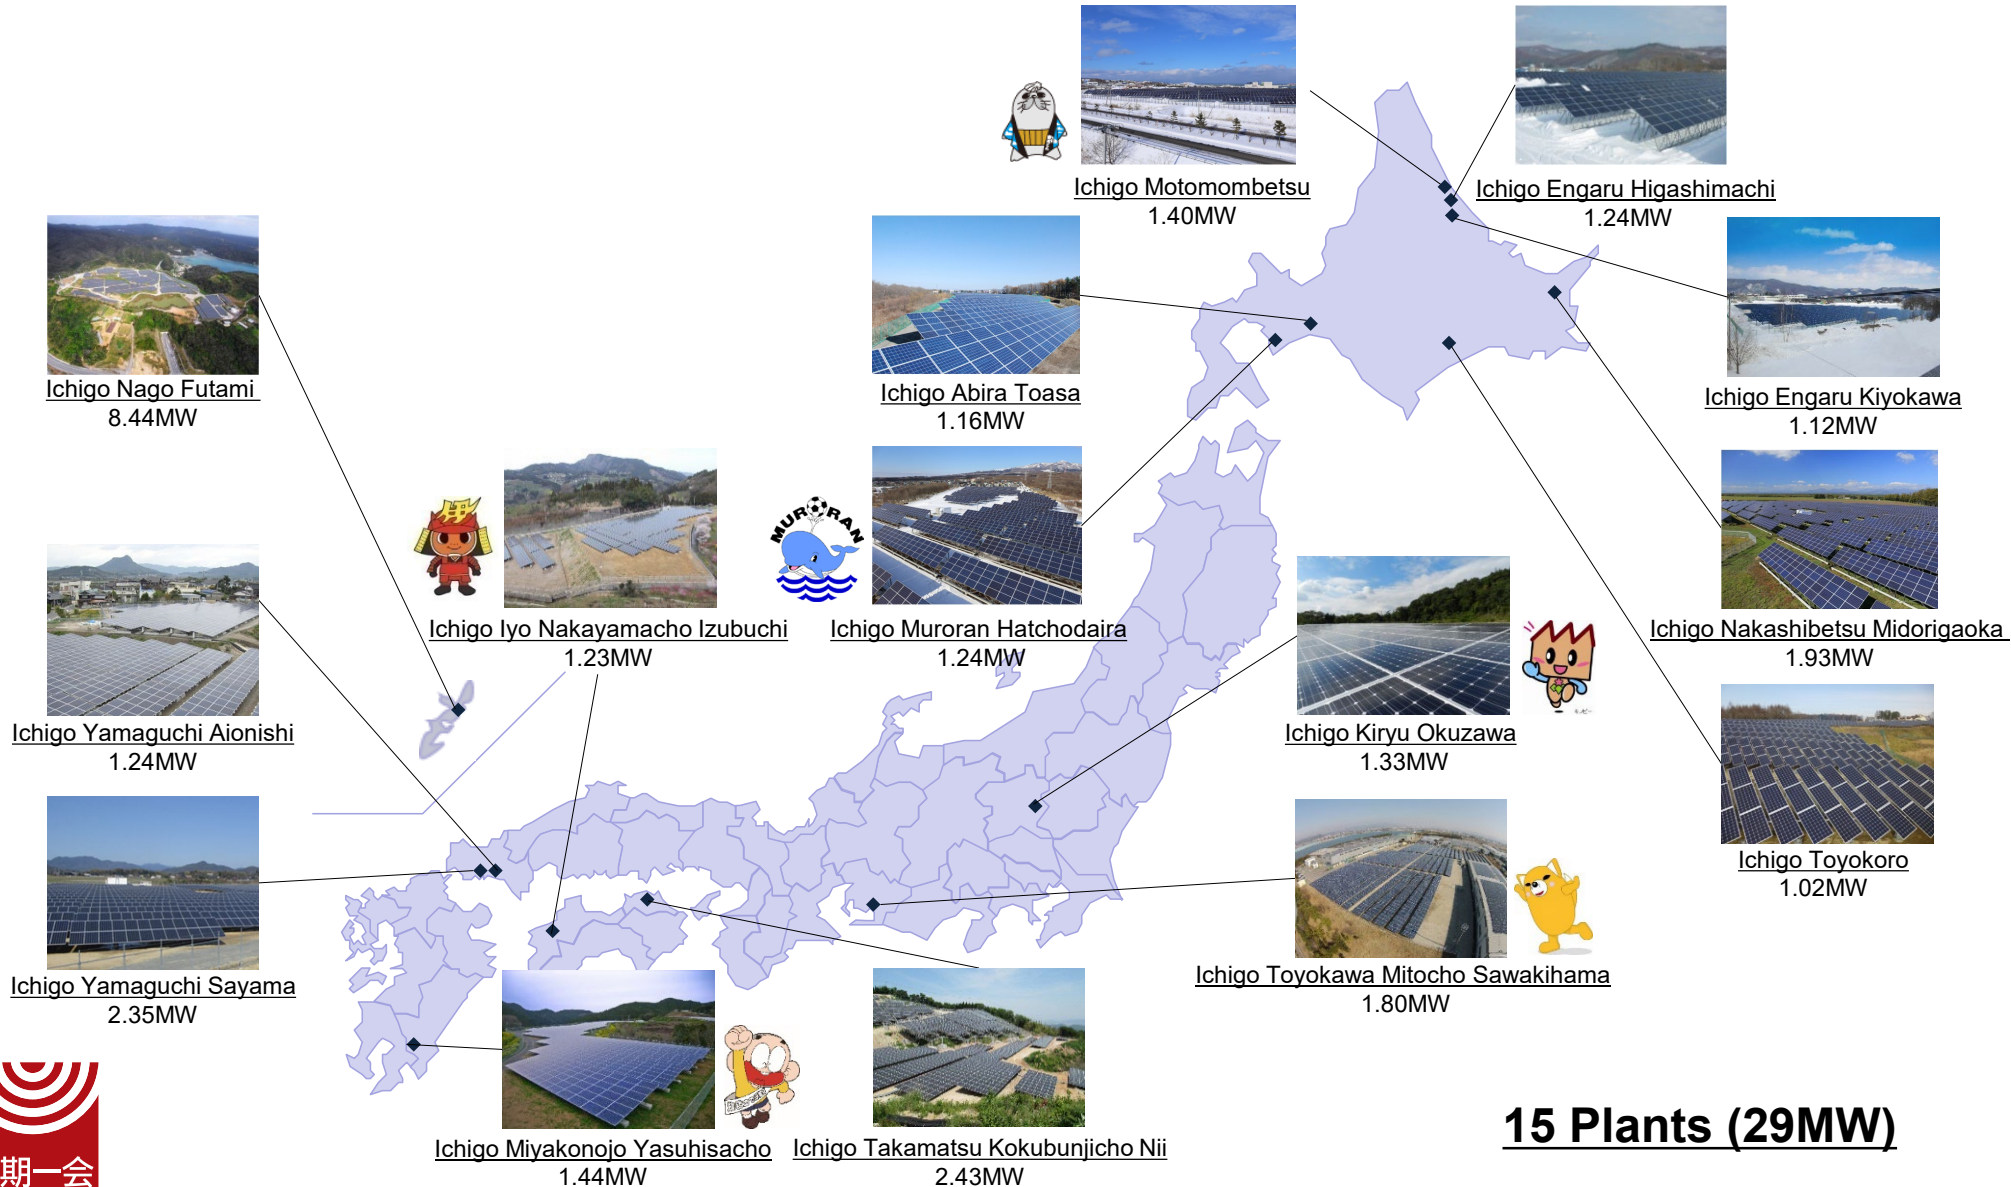 Ichigo Motomombetsu
1.40MW
Ichigo Engaru Higashimachi
1.24MW
Ichigo Nago Futami
8.44MW
Ichigo Abira Toasa
1.16MW
Ichigo Engaru Kiyokawa
1.12MW
MURORAN
Ichigo Iyo Nakayamacho Izubuchi
1.23MW
Ichigo Muroran Hatchodaira
1.24MW
Ichigo Nakashibetsu Midorigaoka
1.93MW
Ichigo Yamaguchi Aionishi
1.24MW
Ichigo Kiryu Okuzawa
1.33MW
Ichigo Toyokoro
1.02MW
Ichigo Yamaguchi Sayama
2.35MW
Ichigo Toyokawa Mitocho Sawakihama
1.80MW
Ichigo Miyakonojo Yasuhisacho
1.44MW
Ichigo Takamatsu Kokubunjicho Nii
2.43MW
15 Plants (29MW)
期一会